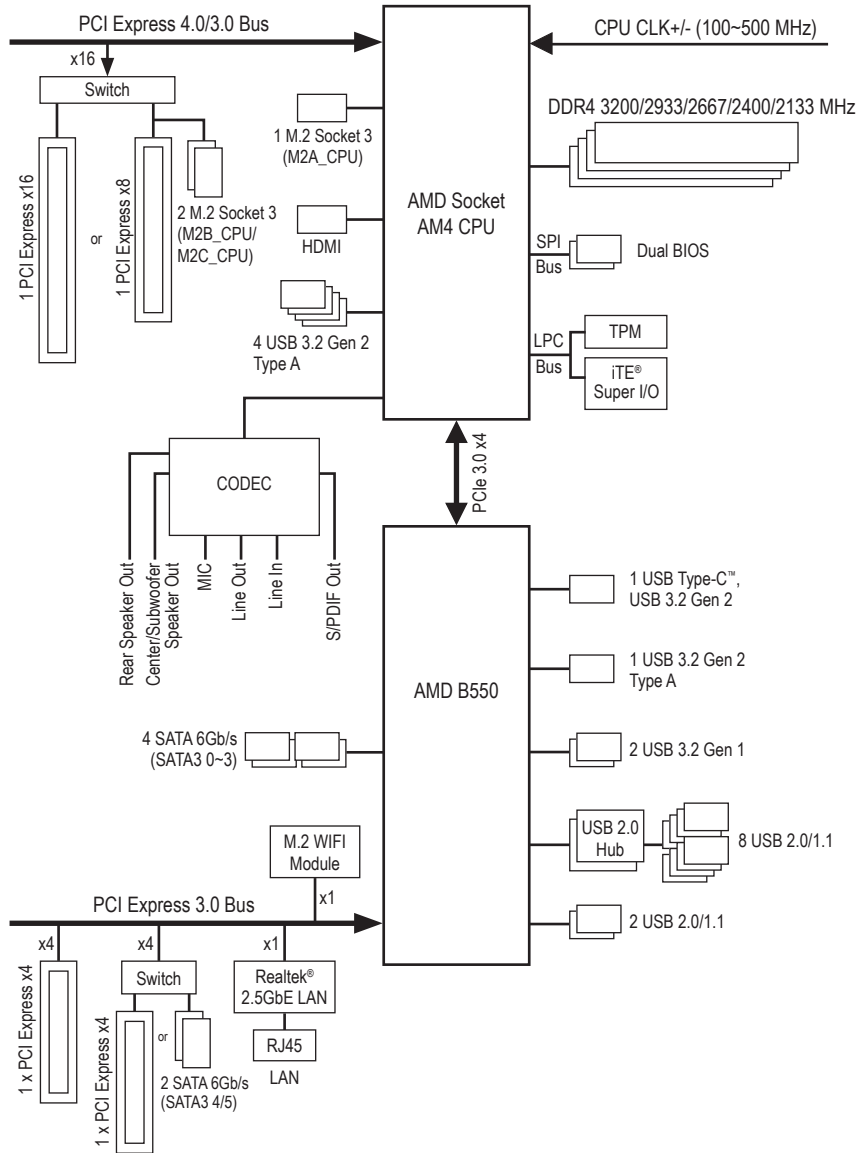 PCI Express 4.0/3.0 Bus
CPU CLK+/- (100~500 MHz)
x16
Switch
1 PCI Express x16
or
1 PCI Express x8
2 M.2 Socket 3
(M2B_CPU/
M2C_CPU)
1 M.2 Socket 3
(M2A_CPU)
HDMI
4 USB 3.2 Gen 2
Type A
AMD Socket
AM4 CPU
DDR4 3200/2933/2667/2400/2133 MHz
SPI
Bus
Dual BIOS
LPC
Bus
TPM
iTE®
Super I/O
PCIe 3.0 x4
CODEC
Rear Speaker Out
Center/Subwoofer
Speaker Out
MIC
Line Out
Line In
S/PDIF Out
AMD B550
1 USB Type-C™,
USB 3.2 Gen 2
1 USB 3.2 Gen 2
Type A
4 SATA 6Gb/s
(SATA3 0~3)
2 USB 3.2 Gen 1
USB 2.0
Hub
8 USB 2.0/1.1
2 USB 2.0/1.1
M.2 WIFI
Module
x1
PCI Express 3.0 Bus
x4
x4
x1
1 x PCI Express x4
Switch
1 x PCI Express x4
or
2 SATA 6Gb/s
(SATA3 4/5)
Realtek®
2.5GbE LAN
RJ45
LAN